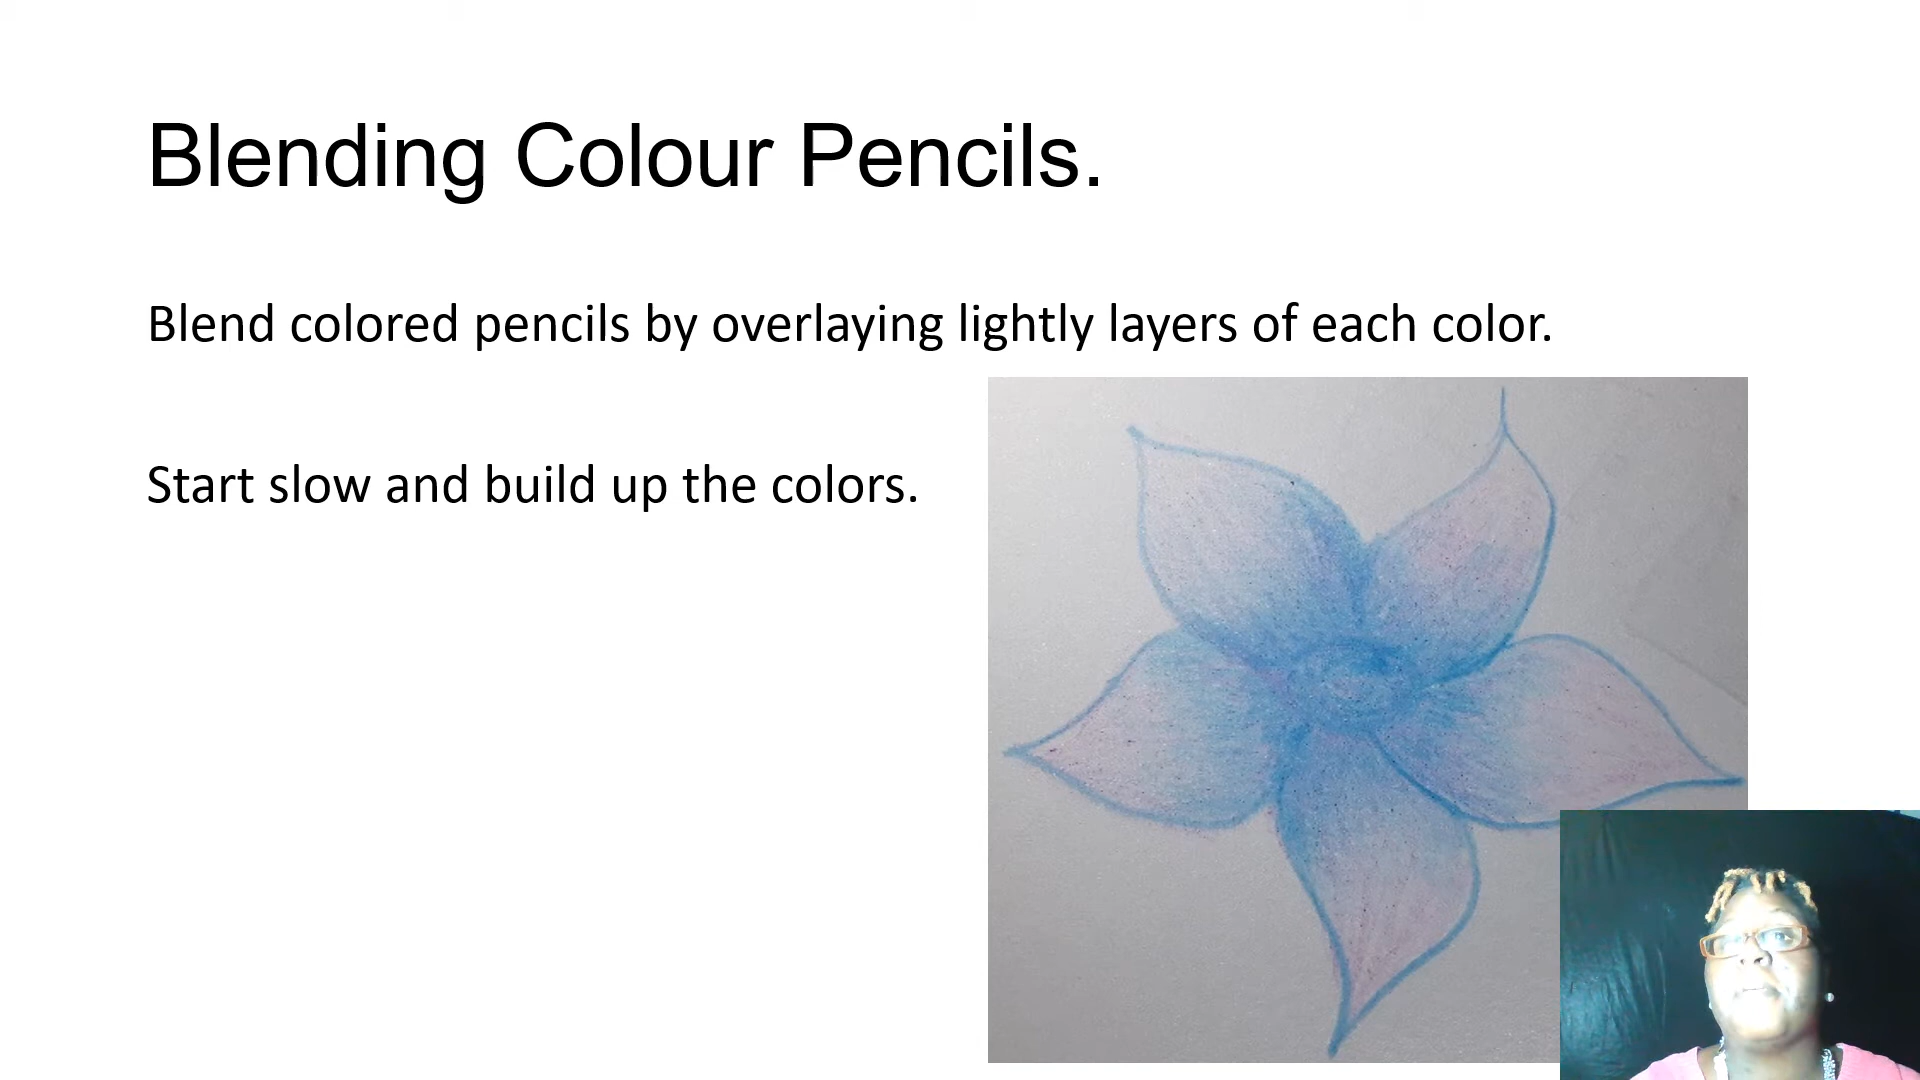 Blending Colour Pencils.
Blend colored pencils by overlaying lightly layers of each color.
Start slow and build up the colors.